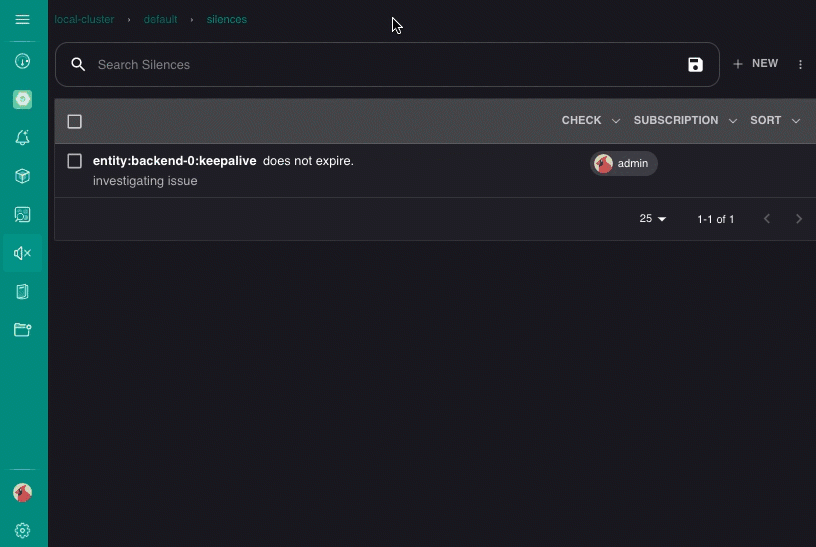 local-cluster › default › silences
Search Silences
NEW
CHECK SUBSCRIPTION SORT
entity:backend-0:keepalive does not expire.
admin
investigating issue
25 1-1 of 1